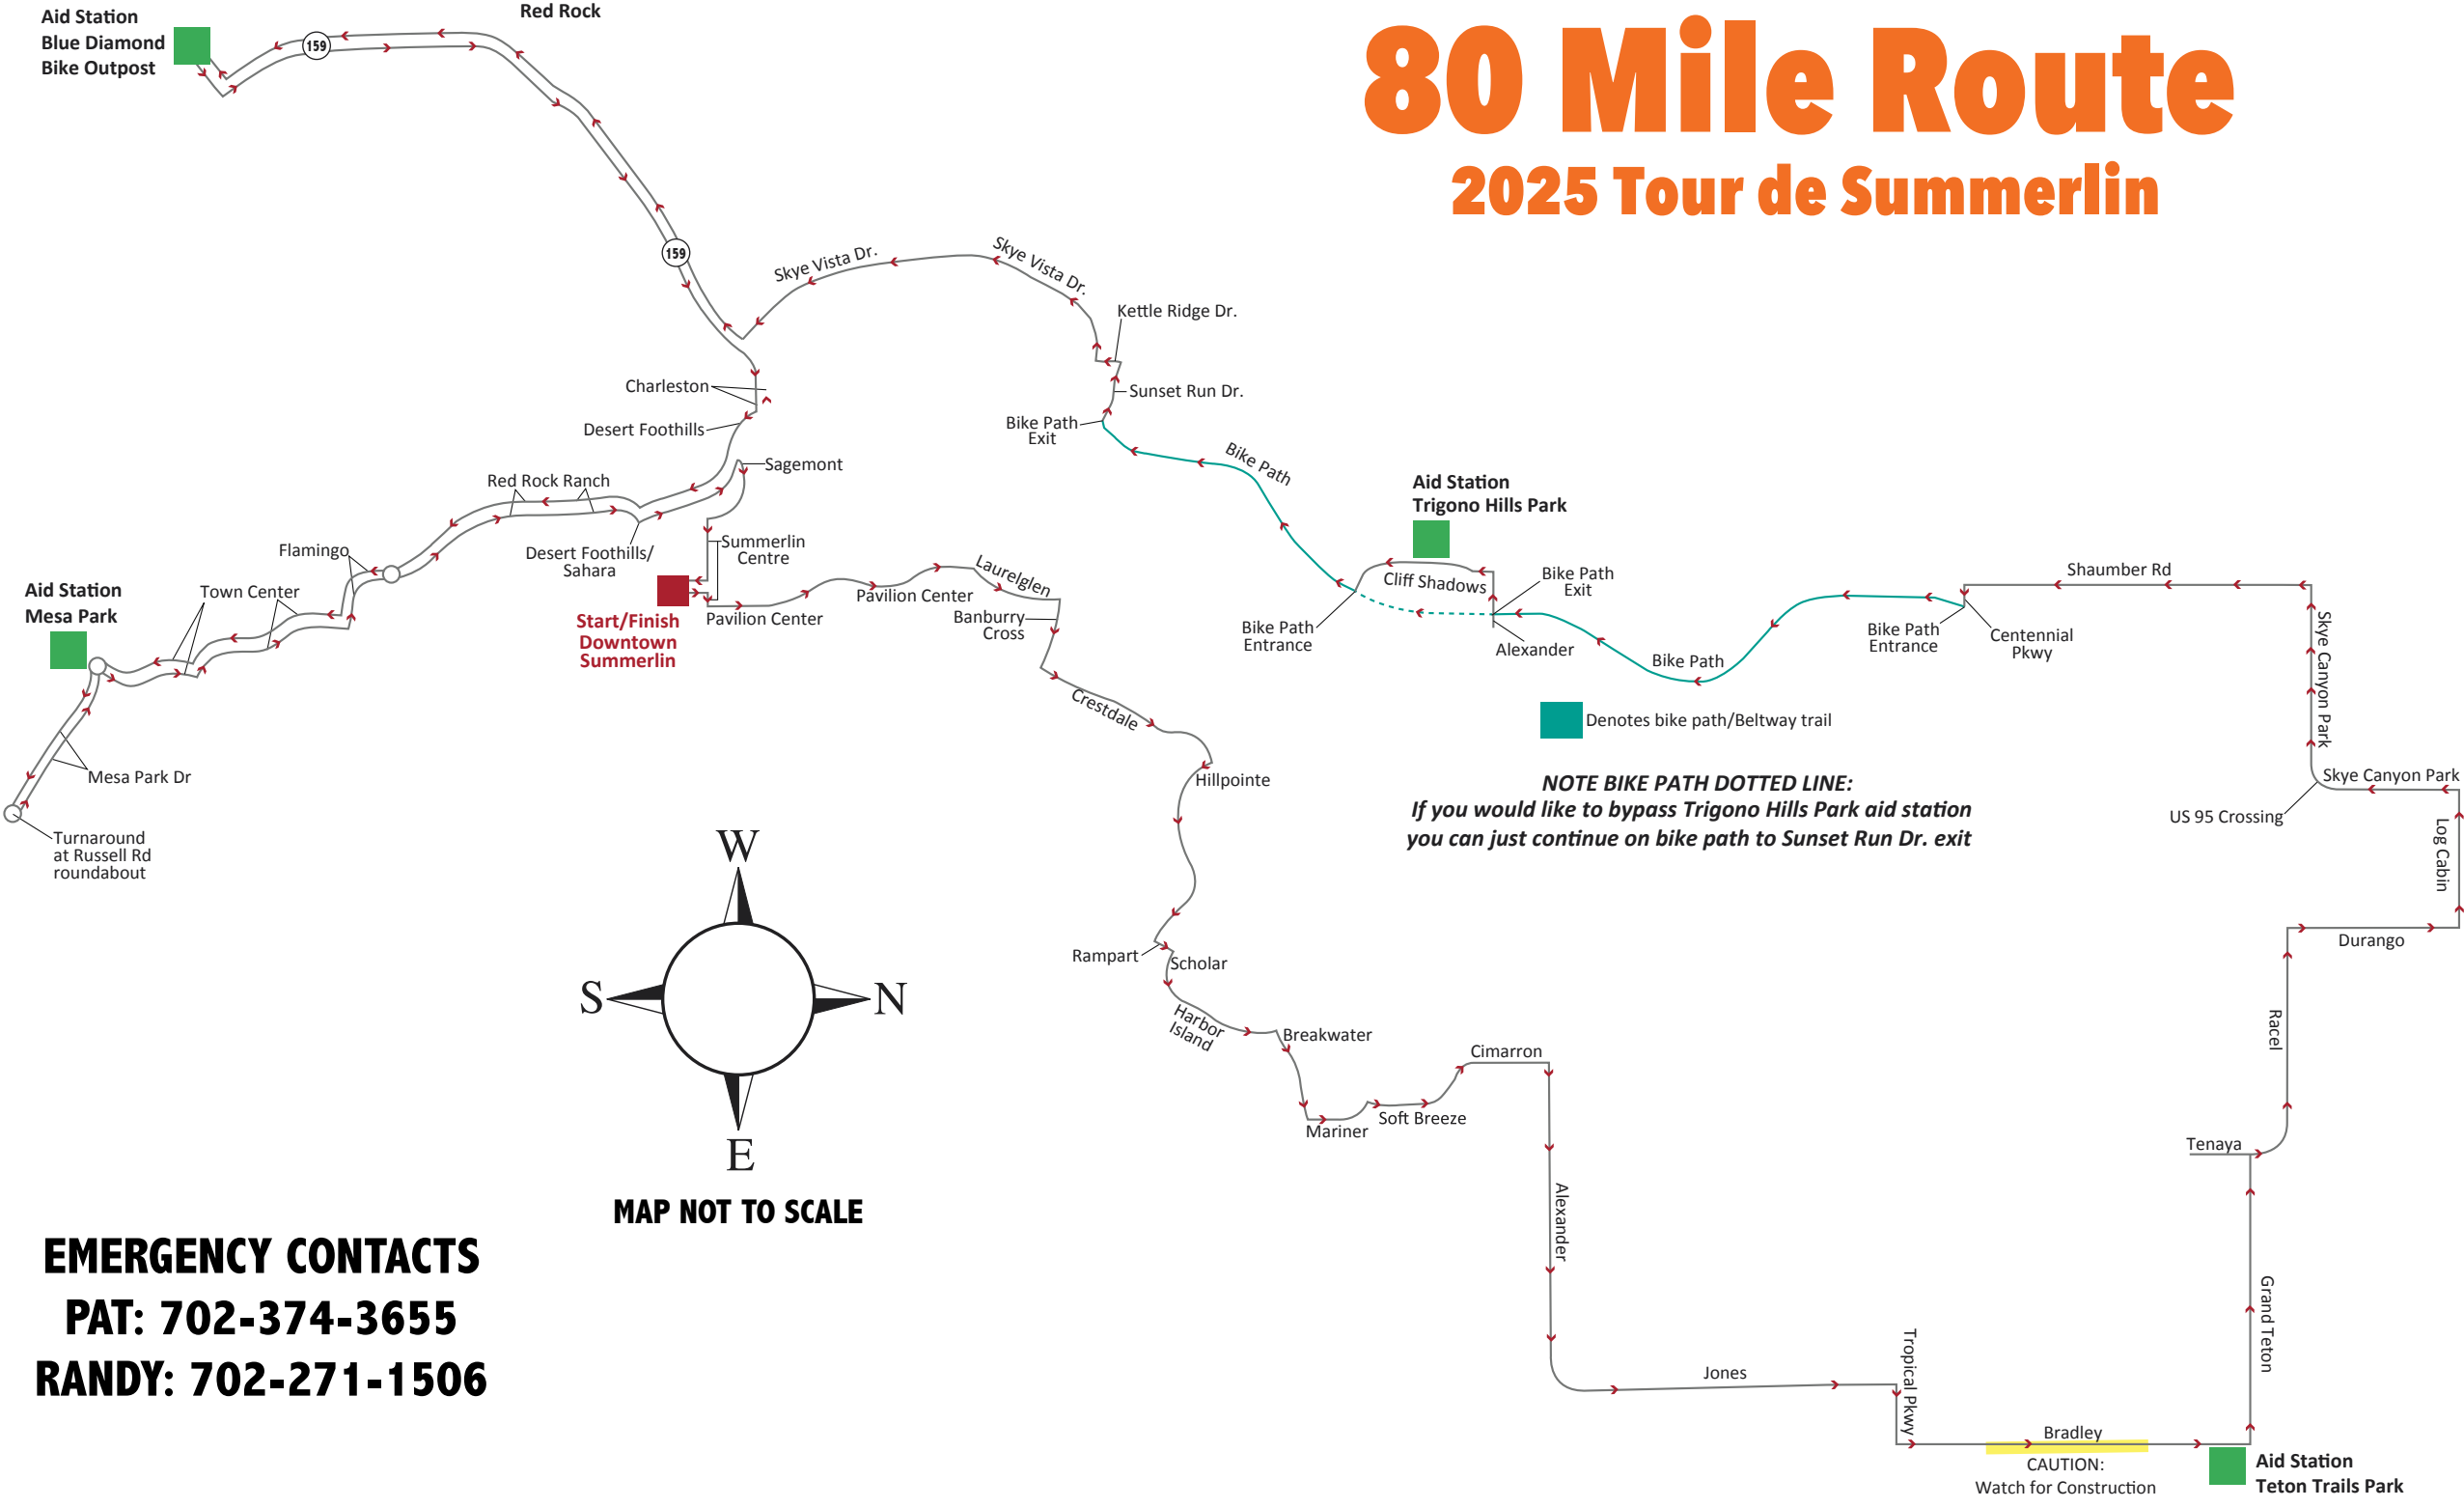 80 Mile Route
2025 Tour de Summerlin
Aid Station
Blue Diamond
Bike Outpost
Red Rock
159
159
Skye Vista Dr.
Skye Vista Dr.
Kettle Ridge Dr.
Sunset Run Dr.
Bike Path
Exit
Bike Path
Charleston
Desert Foothills
Sagemont
Red Rock Ranch
Desert Foothills/
Sahara
Summerlin
Centre
Flamingo
Town Center
Aid Station
Mesa Park
Mesa Park Dr
Turnaround
at Russell Rd
roundabout
Start/Finish
Downtown
Summerlin
Pavilion Center
Pavilion Center
Laurelglen
Banburry
Cross
Crestdale
Hillpointe
Aid Station
Trigono Hills Park
Cliff Shadows
Bike Path
Exit
Bike Path
Entrance
Alexander
Bike Path
Bike Path
Entrance
Centennial
Pkwy
Shaumber Rd
Skye Canyon Park
Skye Canyon Park
US 95 Crossing
Log Cabin
Durango
Denotes bike path/Beltway trail
NOTE BIKE PATH DOTTED LINE:
If you would like to bypass Trigono Hills Park aid station
you can just continue on bike path to Sunset Run Dr. exit
Rampart
Scholar
Harbor
Island
Breakwater
Mariner
Soft Breeze
Cimarron
Alexander
Jones
Tropical Pkwy
Bradley
CAUTION:
Watch for Construction
Aid Station
Teton Trails Park
Grand Teton
Tenaya
Racel
W
S
N
E
MAP NOT TO SCALE
EMERGENCY CONTACTS
PAT: 702-374-3655
RANDY: 702-271-1506